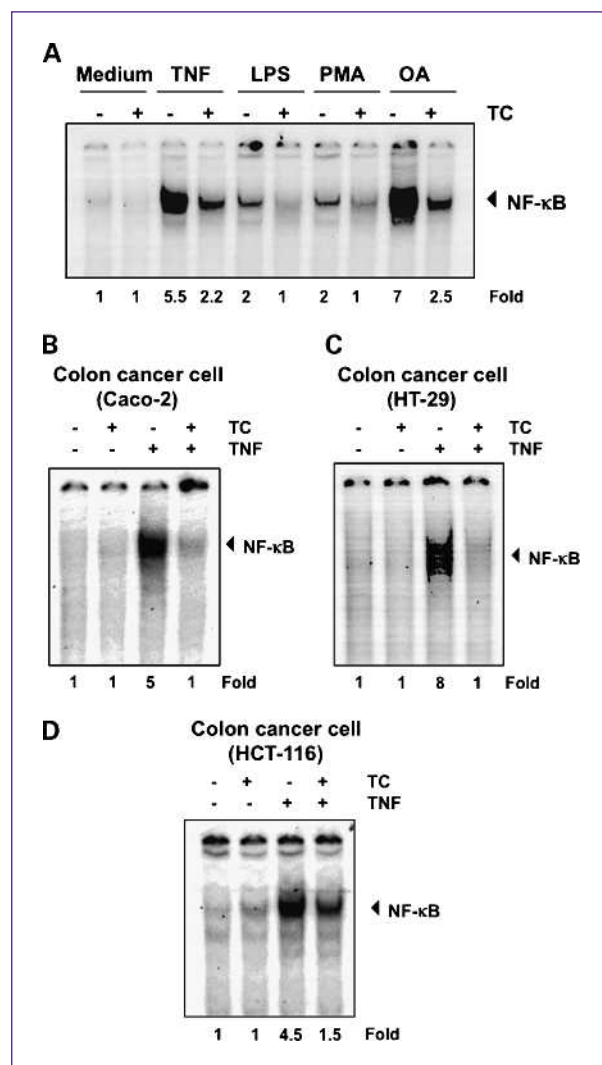 A
Medium TNF LPS PMA OA
- + - + - + - + - + TC
NF-κB
1 1 5.5 2.2 2 1 2 1 7 2.5 Fold
B
Colon cancer cell
(Caco-2)
- + - + TC
- - + + TNF
NF-κB
1 1 5 1 Fold
C
Colon cancer cell
(HT-29)
- + - + TC
- - + + TNF
NF-κB
1 1 8 1 Fold
D
Colon cancer cell
(HCT-116)
- + - + TC
- - + + TNF
NF-κB
1 1 4.5 1.5 Fold